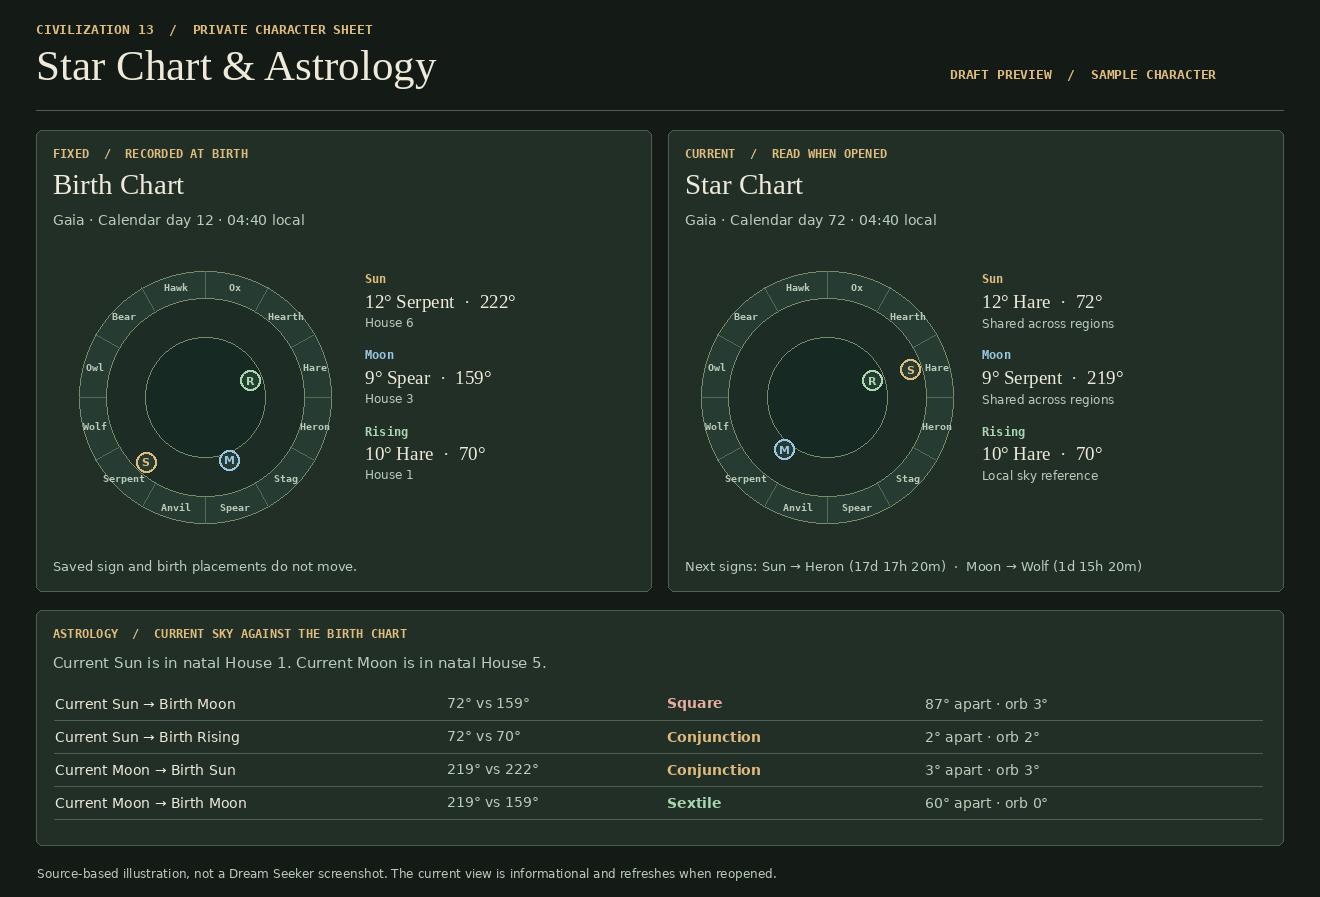 CIVILIZATION 13 / PRIVATE CHARACTER SHEET
Star Chart & Astrology
DRAFT PREVIEW / SAMPLE CHARACTER
FIXED / RECORDED AT BIRTH
Birth Chart
Gaia · Calendar day 12 · 04:40 local
Hawk
Ox
Bear
Hearth
Owl
Hare
Wolf
Heron
Serpent
Stag
Anvil
Spear
R
S
M
Sun
12° Serpent · 222°
House 6
Moon
9° Spear · 159°
House 3
Rising
10° Hare · 70°
House 1
Saved sign and birth placements do not move.
CURRENT / READ WHEN OPENED
Star Chart
Gaia · Calendar day 72 · 04:40 local
Hawk
Ox
Bear
Hearth
Owl
Hare
Wolf
Heron
Serpent
Stag
Anvil
Spear
S
R
M
Sun
12° Hare · 72°
Shared across regions
Moon
9° Serpent · 219°
Shared across regions
Rising
10° Hare · 70°
Local sky reference
Next signs: Sun → Heron (17d 17h 20m) · Moon → Wolf (1d 15h 20m)
ASTROLOGY / CURRENT SKY AGAINST THE BIRTH CHART
Current Sun is in natal House 1. Current Moon is in natal House 5.
Current Sun → Birth Moon 72° vs 159° Square 87° apart · orb 3°
Current Sun → Birth Rising 72° vs 70° Conjunction 2° apart · orb 2°
Current Moon → Birth Sun 219° vs 222° Conjunction 3° apart · orb 3°
Current Moon → Birth Moon 219° vs 159° Sextile 60° apart · orb 0°
Source-based illustration, not a Dream Seeker screenshot. The current view is informational and refreshes when reopened.